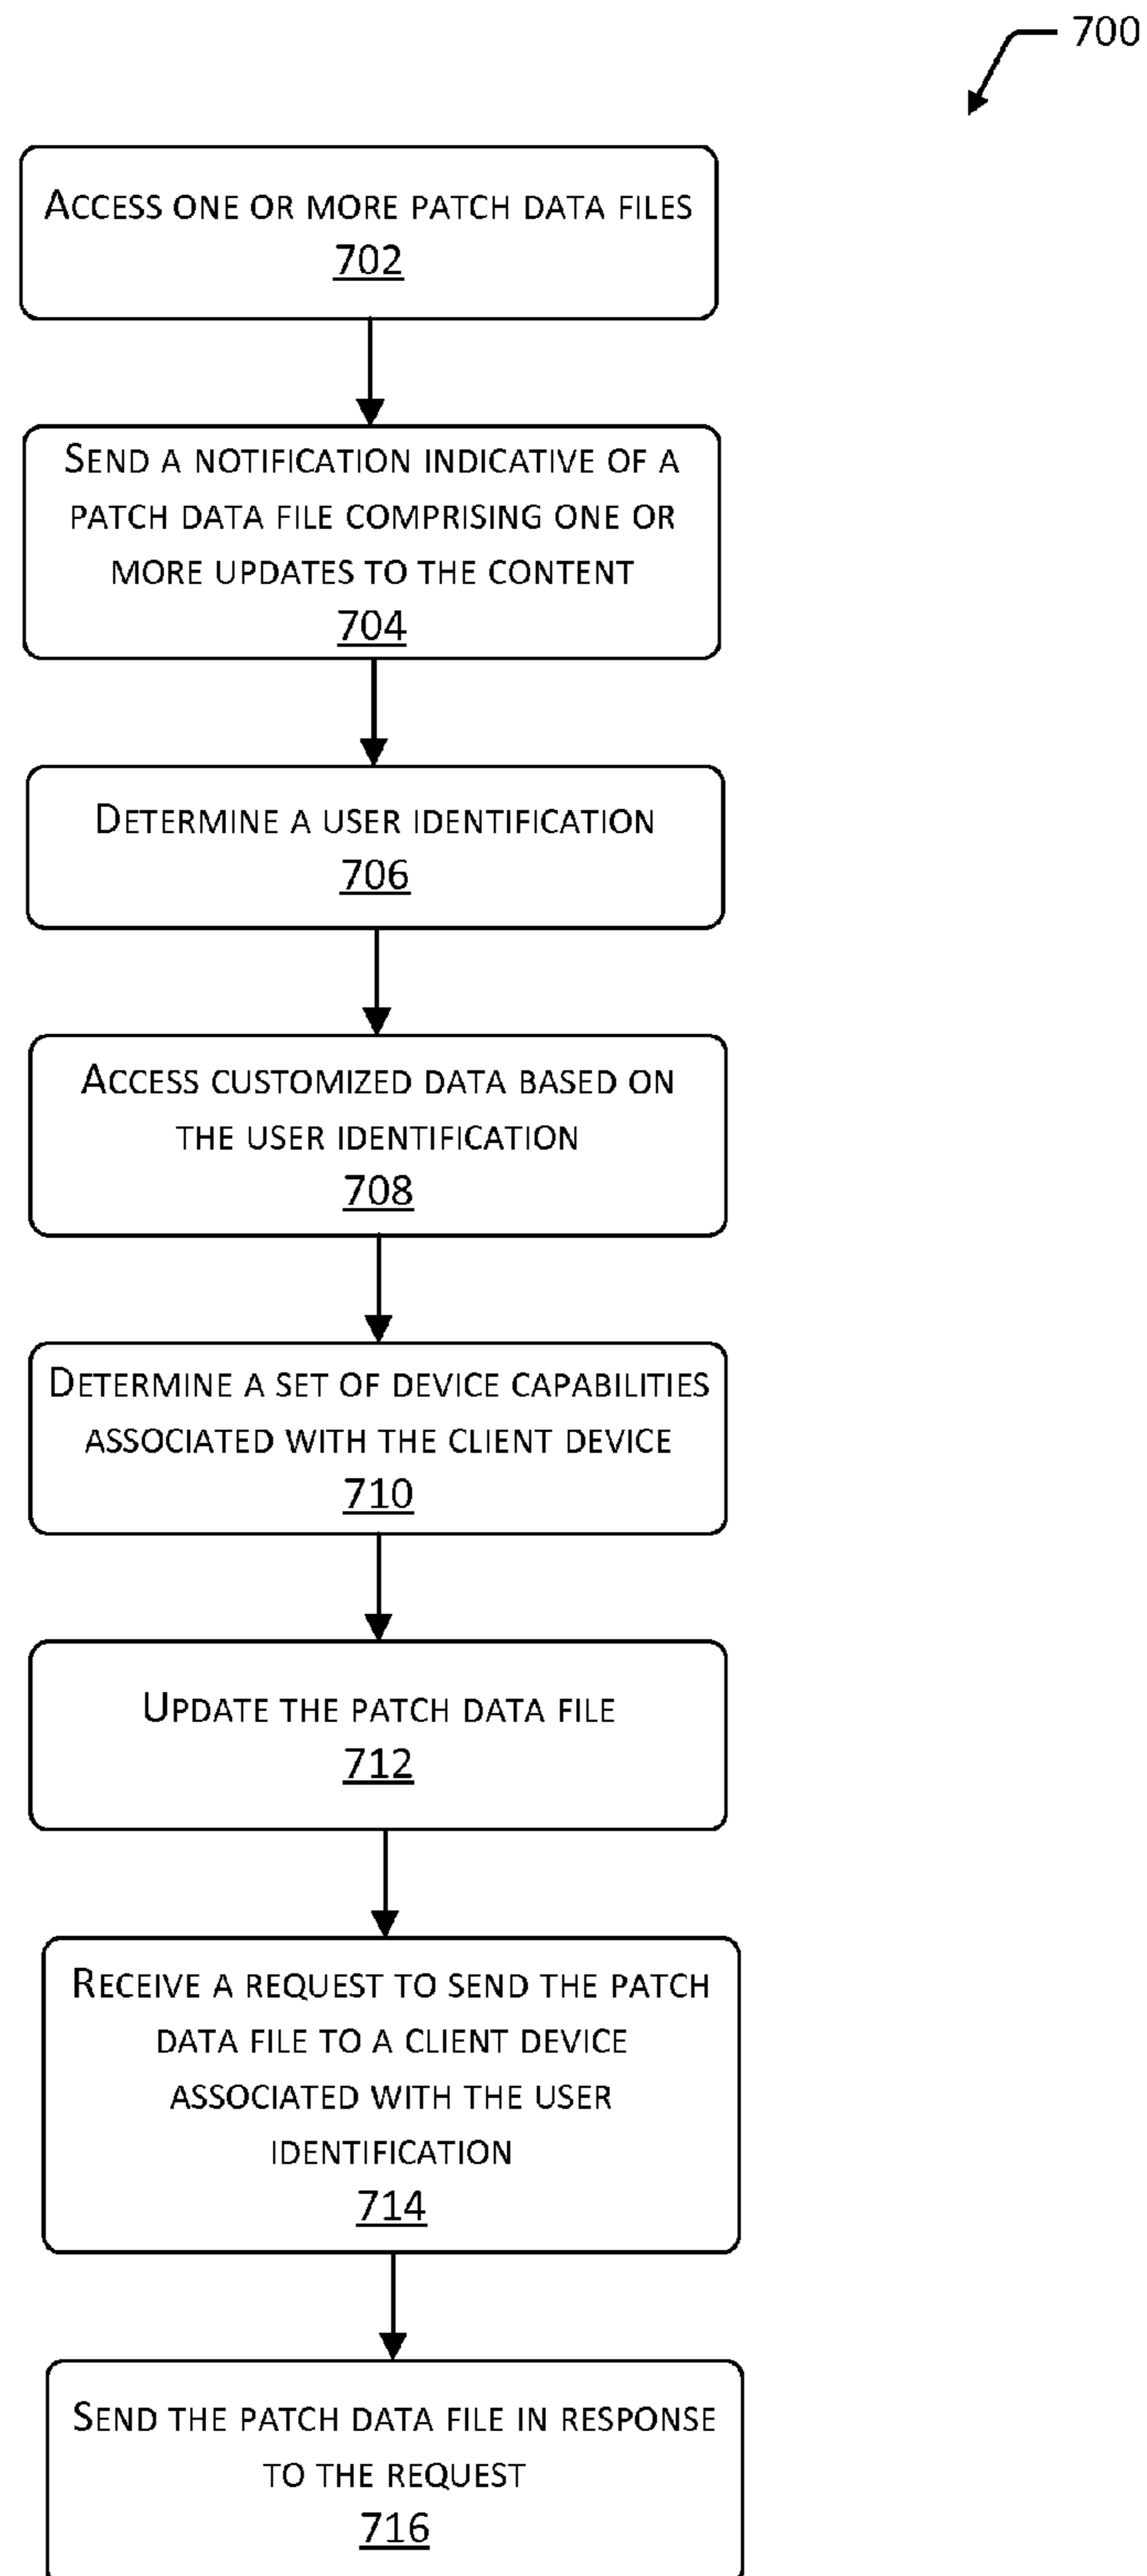 700
ACCESS ONE OR MORE PATCH DATA FILES
702
SEND A NOTIFICATION INDICATIVE OF A
PATCH DATA FILE COMPRISING ONE OR
MORE UPDATES TO THE CONTENT
704
DETERMINE A USER IDENTIFICATION
706
ACCESS CUSTOMIZED DATA BASED ON
THE USER IDENTIFICATION
708
DETERMINE A SET OF DEVICE CAPABILITIES
ASSOCIATED WITH THE CLIENT DEVICE
710
UPDATE THE PATCH DATA FILE
712
RECEIVE A REQUEST TO SEND THE PATCH
DATA FILE TO A CLIENT DEVICE
ASSOCIATED WITH THE USER
IDENTIFICATION
714
SEND THE PATCH DATA FILE IN RESPONSE
TO THE REQUEST
716